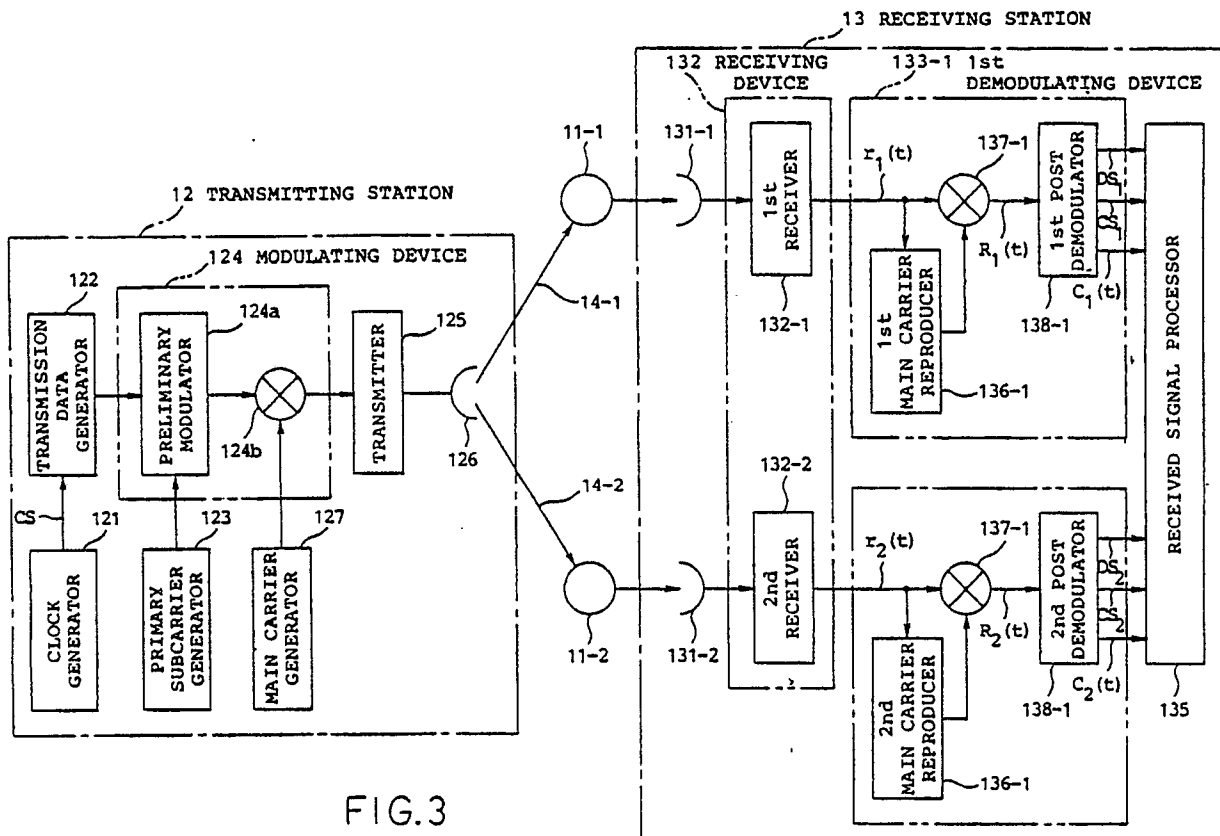 13 RECEIVING STATION
132 RECEIVING
DEVICE
133-1 1st
DEMODULATING DEVICE
131-1
11-1
r1(t)
137-1
1st
RECEIVER
132-1
R1(t)
1st POST
DEMODULATOR
138-1
DS1
CS1
C1(t)
1st
MAIN CARRIER
REPRODUCER
136-1
RECEIVED SIGNAL PROCESSOR
135
12 TRANSMITTING STATION
124 MODULATING DEVICE
122
124a
125
TRANSMISSION
DATA
GENERATOR
PRELIMINARY
MODULATOR
124b
TRANSMITTER
126
14-1
14-2
CS
121
123
127
CLOCK
GENERATOR
PRIMARY
SUBCARRIER
GENERATOR
MAIN CARRIER
GENERATOR
11-2
131-2
132-2
2nd
RECEIVER
r2(t)
137-1
R2(t)
2nd POST
DEMODULATOR
138-1
DS2
CS2
C2(t)
2nd
MAIN CARRIER
REPRODUCER
136-1
FIG.3